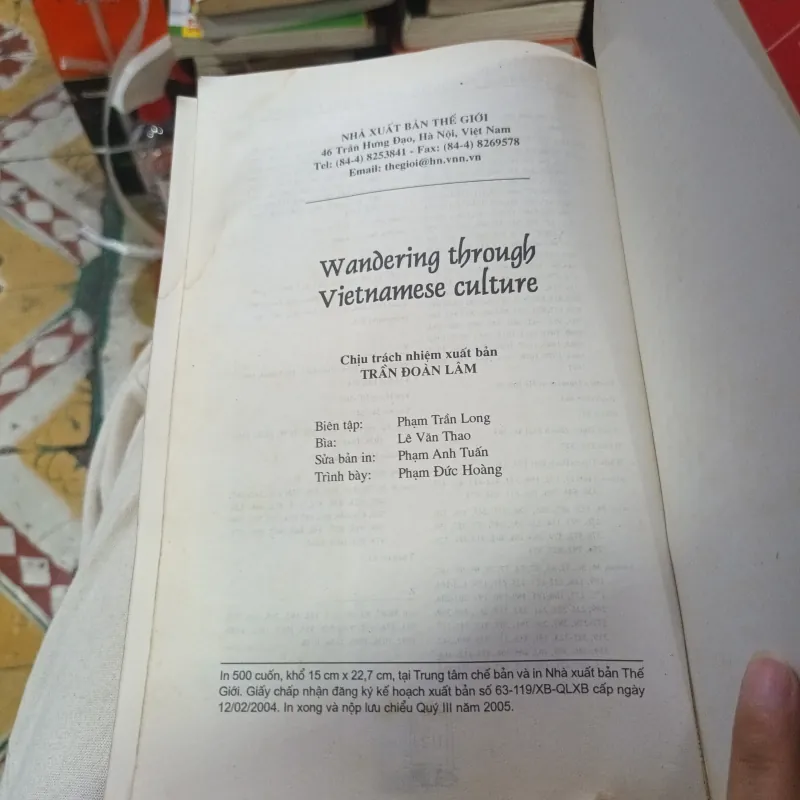 NHÀ XUẤT BẢN THẾ GIỚI
46 Trần Hưng Đạo, Hà Nội, Việt Nam
Tel: (84-4) 8253841 - Fax: (84-4) 8269578
Email: thegioi@hn.vnn.vn
Wandering through
Vietnamese culture
Chịu trách nhiệm xuất bản
TRẦN ĐOÀN LÂM
Biên tập: Phạm Trần Long
Bìa: Lê Văn Thao
Sửa bản in: Phạm Anh Tuấn
Trình bày: Phạm Đức Hoàng
In 500 cuốn, khổ 15 cm x 22,7 cm, tại Trung tâm chế bản và in Nhà xuất bản Thế
Giới. Giấy chấp nhận đăng ký kế hoạch xuất bản số 63-119/XB-QLXB cấp ngày
12/02/2004. In xong và nộp lưu chiểu Quý III năm 2005.